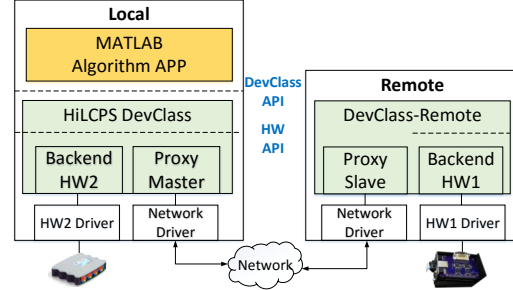 Local
MATLAB
Algorithm APP
HiLCPS DevClass
Backend
HW2
Proxy
Master
HW2 Driver
Network
Driver
DevClass
API
HW
API
Network
Remote
DevClass-Remote
Proxy
Slave
Backend
HW1
Network
Driver
HW1 Driver